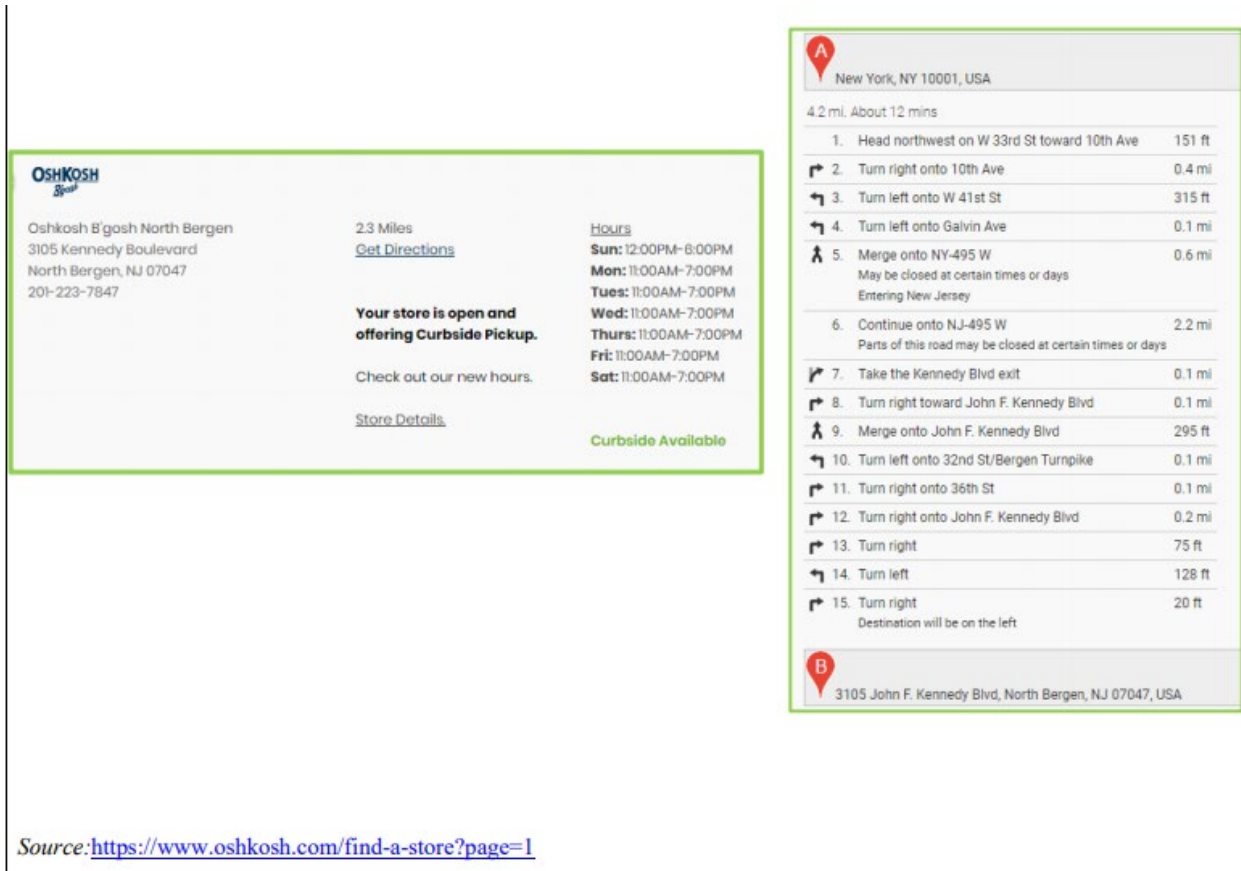 OSHKOSH
B'gosh
Oshkosh B'gosh North Bergen
3105 Kennedy Boulevard
North Bergen, NJ 07047
201-223-7847
2.3 Miles
Get Directions
Your store is open and
offering Curbside Pickup.
Check out our new hours.
Store Details.
Hours
Sun: 12:00PM-6:00PM
Mon: 11:00AM-7:00PM
Tues: 11:00AM-7:00PM
Wed: 11:00AM-7:00PM
Thurs: 11:00AM-7:00PM
Fri: 11:00AM-7:00PM
Sat: 11:00AM-7:00PM
Curbside Available
A
New York, NY 10001, USA
4.2 mi. About 12 mins
1. Head northwest on W 33rd St toward 10th Ave 151 ft
2. Turn right onto 10th Ave 0.4 mi
3. Turn left onto W 41st St 315 ft
4. Turn left onto Galvin Ave 0.1 mi
5. Merge onto NY-495 W 0.6 mi
May be closed at certain times or days
Entering New Jersey
6. Continue onto NJ-495 W 2.2 mi
Parts of this road may be closed at certain times or days
7. Take the Kennedy Blvd exit 0.1 mi
8. Turn right toward John F. Kennedy Blvd 0.1 mi
9. Merge onto John F. Kennedy Blvd 295 ft
10. Turn left onto 32nd St/Bergen Turnpike 0.1 mi
11. Turn right onto 36th St 0.1 mi
12. Turn right onto John F. Kennedy Blvd 0.2 mi
13. Turn right 75 ft
14. Turn left 128 ft
15. Turn right 20 ft
Destination will be on the left
B
3105 John F. Kennedy Blvd, North Bergen, NJ 07047, USA
Source:https://www.oshkosh.com/find-a-store?page=1